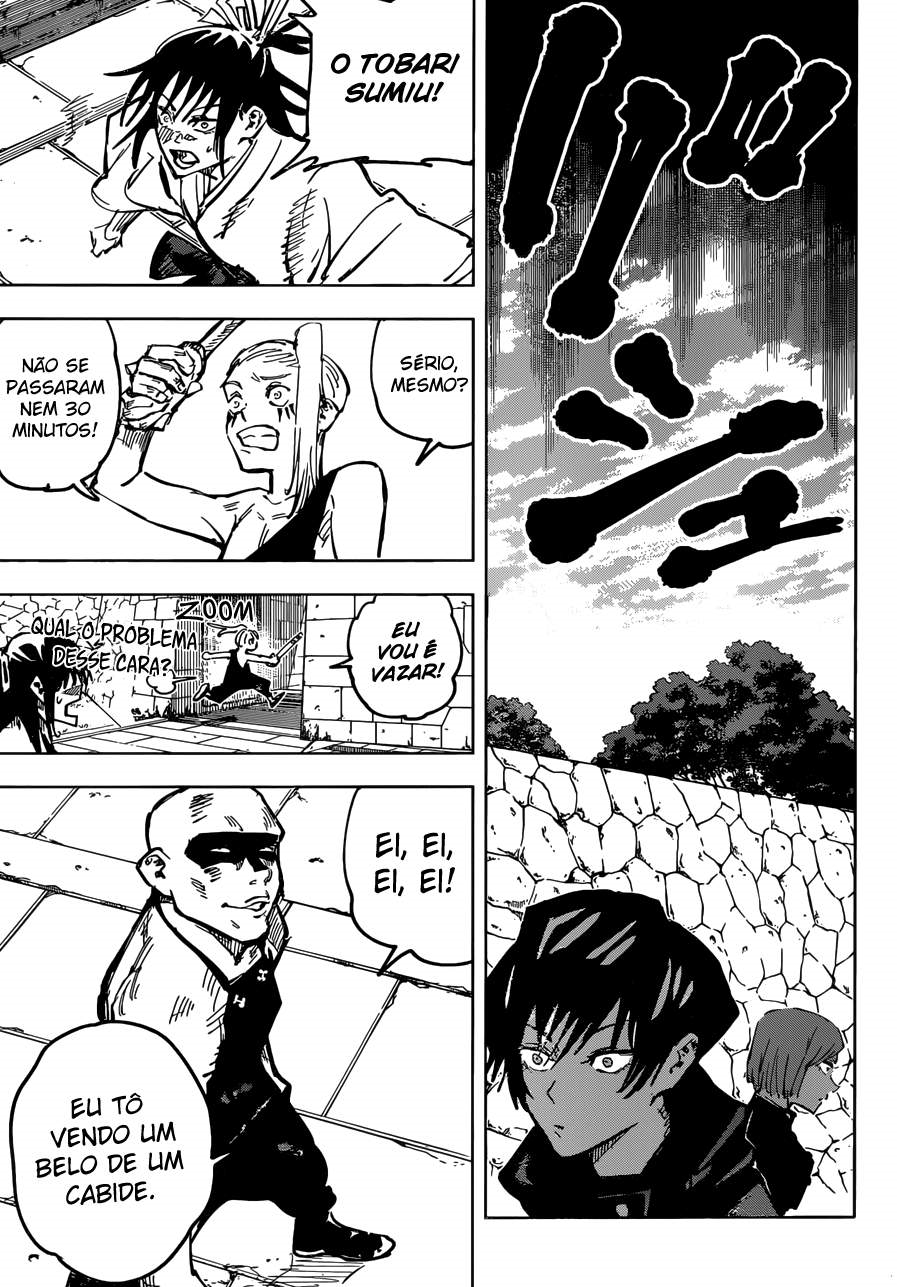 O TOBARI
SUMIU!
SÉRIO,
MESMO?
NÃO SE
PASSARAM
NEM 30
MINUTOS!
EU
VOU É
VAZAR!
ZOOM
QUAL O PROBLEMA
DESSE CARA?
EI, EI,
EI, EI!
EU TÔ
VENDO UM
BELO DE UM
CABIDE.